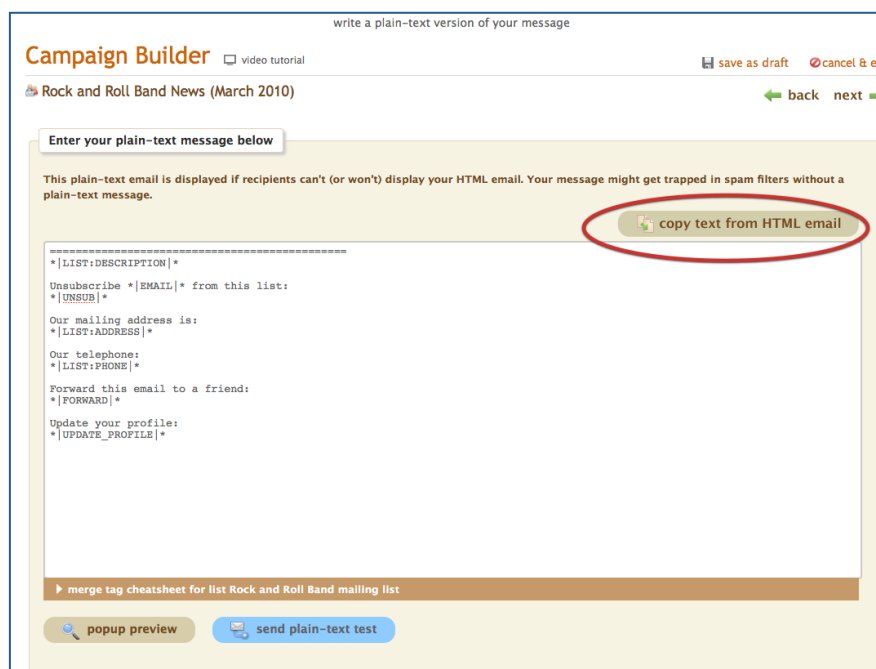 write a plain-text version of your message
Campaign Builder video tutorial
save as draft cancel & e
Rock and Roll Band News (March 2010)
back next
Enter your plain-text message below
This plain-text email is displayed if recipients can't (or won't) display your HTML email. Your message might get trapped in spam filters without a
plain-text message.
copy text from HTML email
===============================================
*|LIST:DESCRIPTION|*
Unsubscribe *|EMAIL|* from this list:
*|UNSUB|*
Our mailing address is:
*|LIST:ADDRESS|*
Our telephone:
*|LIST:PHONE|*
Forward this email to a friend:
*|FORWARD|*
Update your profile:
*|UPDATE_PROFILE|*
merge tag cheatsheet for list Rock and Roll Band mailing list
popup preview send plain-text test